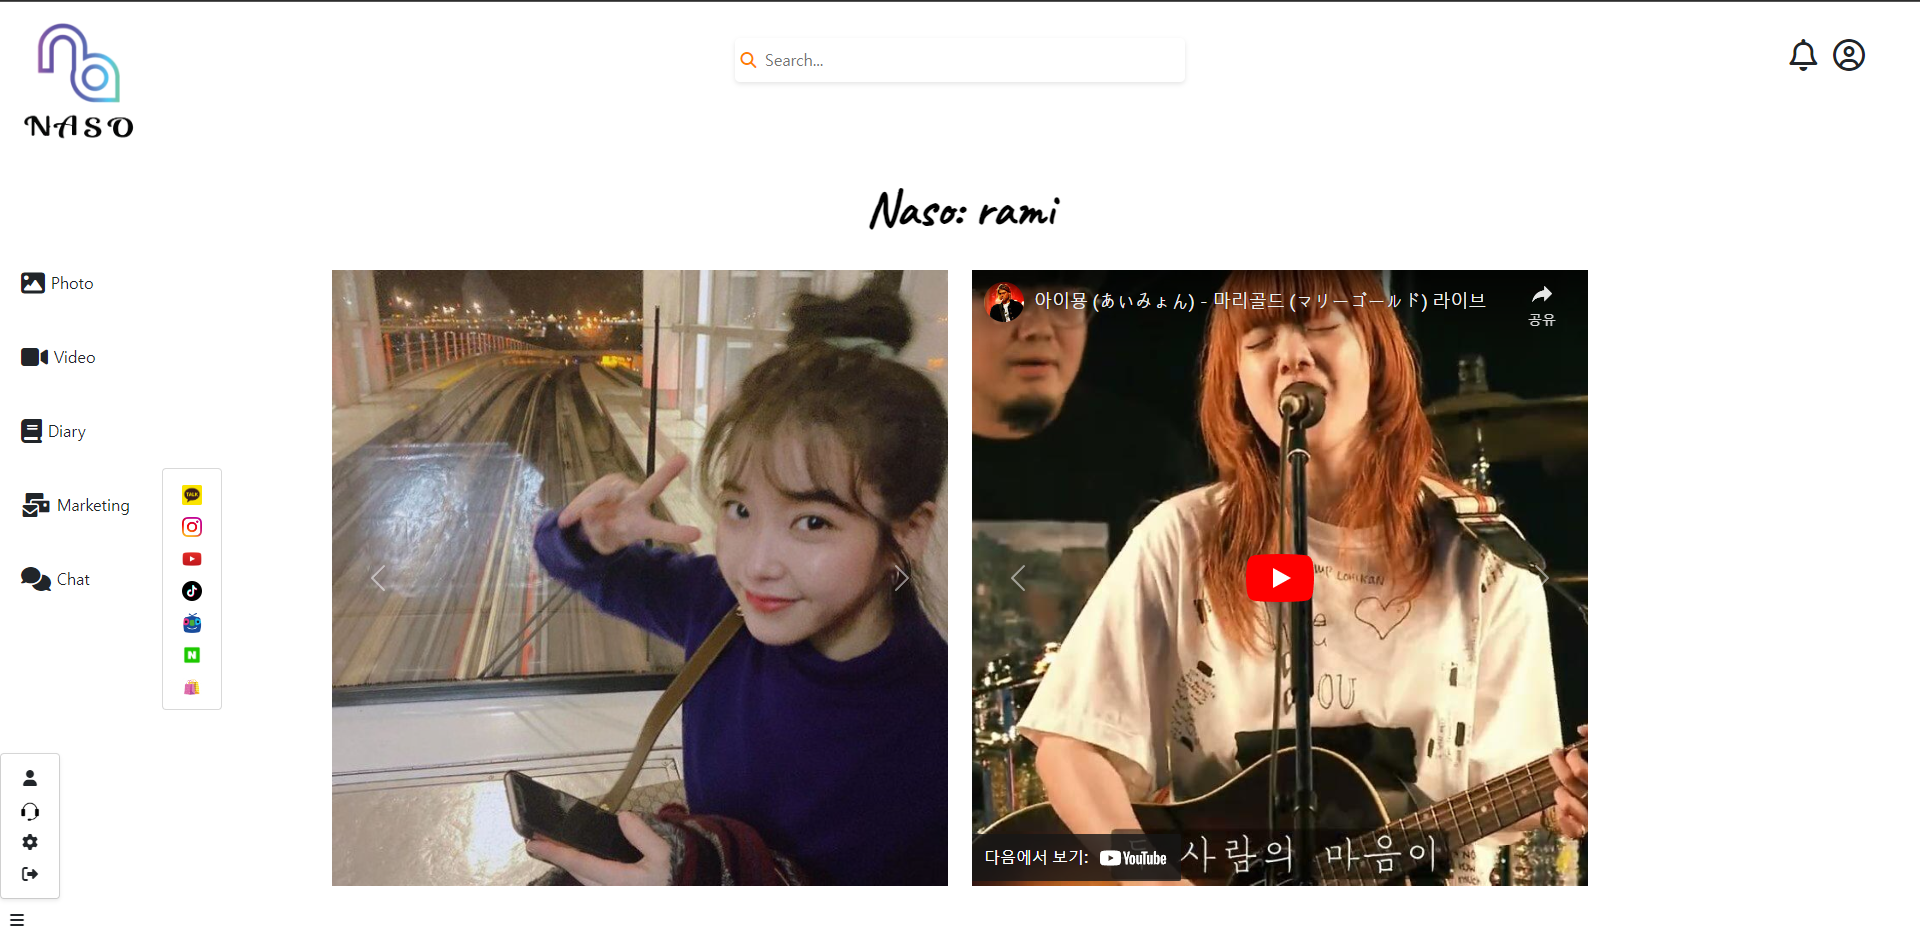 NASO
Search...
Naso: rami
Photo
Video
Diary
Marketing
Chat
TALK
N
아이묭 (あいみょん) - 마리골드 (マリーゴールド) 라이브
공유
다음에서 보기: YouTube
사람의 마음이
OU